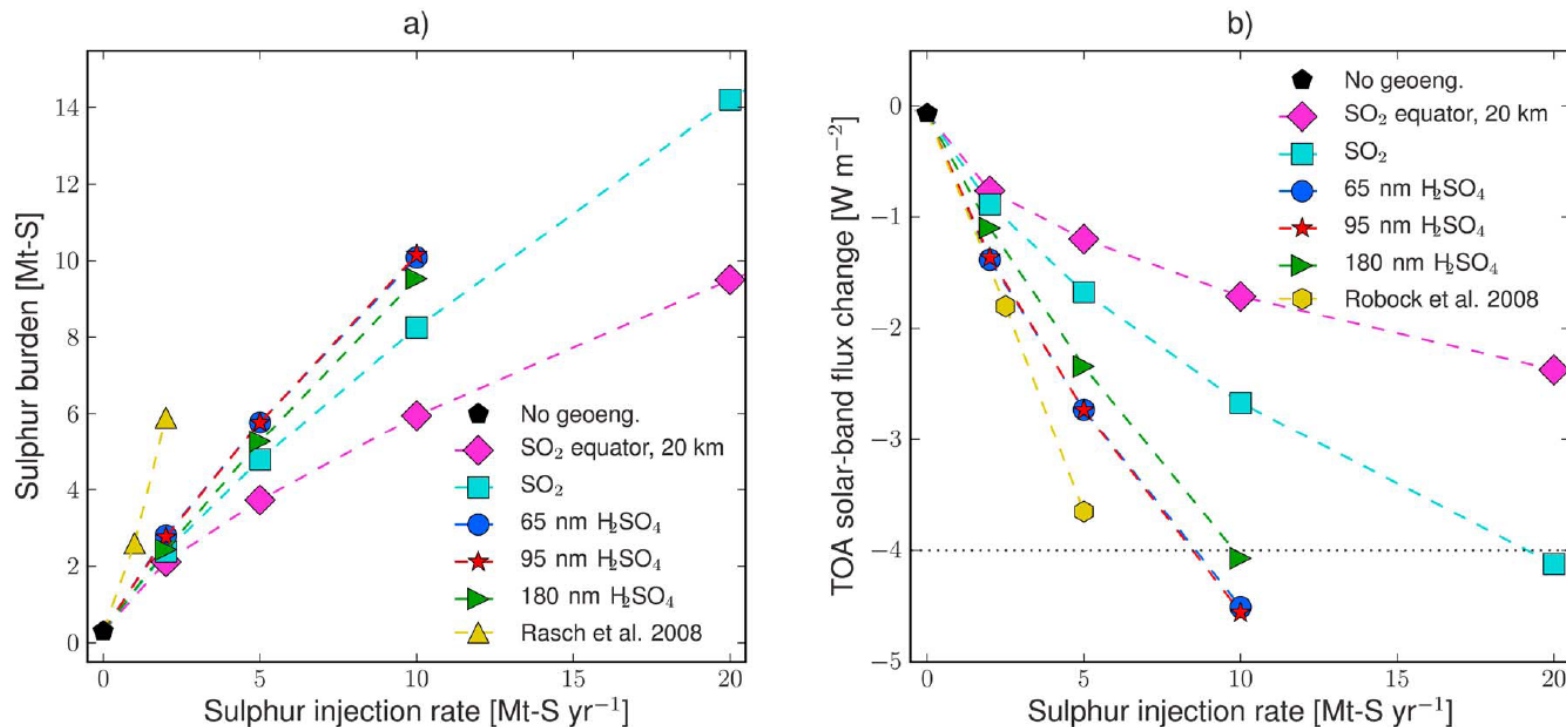 a)
Sulphur burden [Mt-S]
14
12
10
8
6
4
2
0
No geoeng.
SO₂ equator, 20 km
SO₂
65 nm H₂SO₄
95 nm H₂SO₄
180 nm H₂SO₄
Rasch et al. 2008
0 5 10 15 20
Sulphur injection rate [Mt-S yr⁻¹]
b)
TOA solar-band flux change [W m⁻²]
0
−1
−2
−3
−4
−5
No geoeng.
SO₂ equator, 20 km
SO₂
65 nm H₂SO₄
95 nm H₂SO₄
180 nm H₂SO₄
Robock et al. 2008
0 5 10 15 20
Sulphur injection rate [Mt-S yr⁻¹]